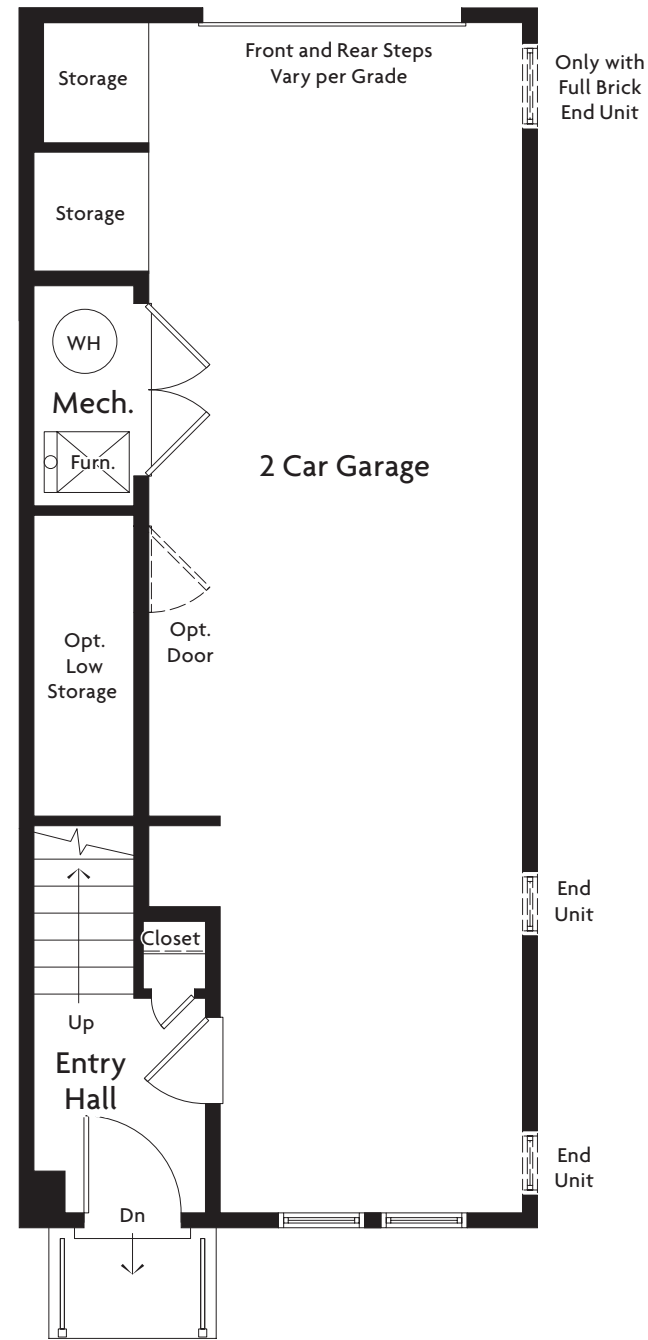 Front and Rear Steps
Vary per Grade
Only with
Full Brick
End Unit
Storage
Storage
WH
Mech.
Furn.
2 Car Garage
Opt.
Door
Opt.
Low
Storage
End
Unit
Closet
Up
Entry
Hall
End
Unit
Dn